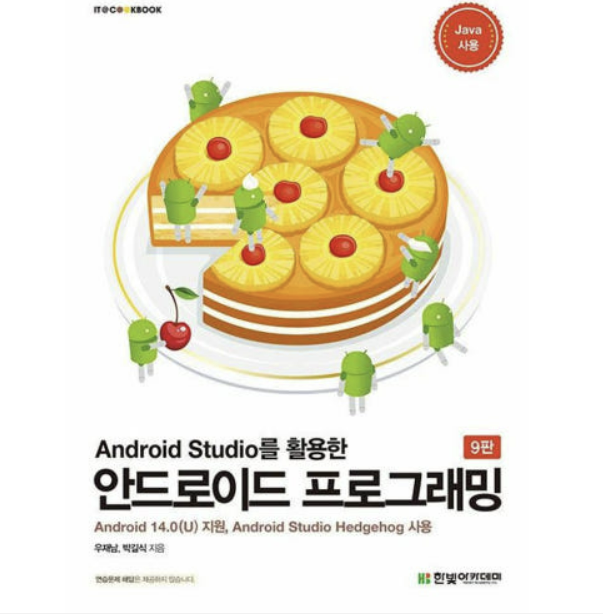 IT@COOKBOOK
Java
사용
Android Studio를 활용한
9판
안드로이드 프로그래밍
Android 14.0(U) 지원, Android Studio Hedgehog 사용
우재남, 박길식 지음
연습문제 해답은 제공하지 않습니다.
한빛아카데미